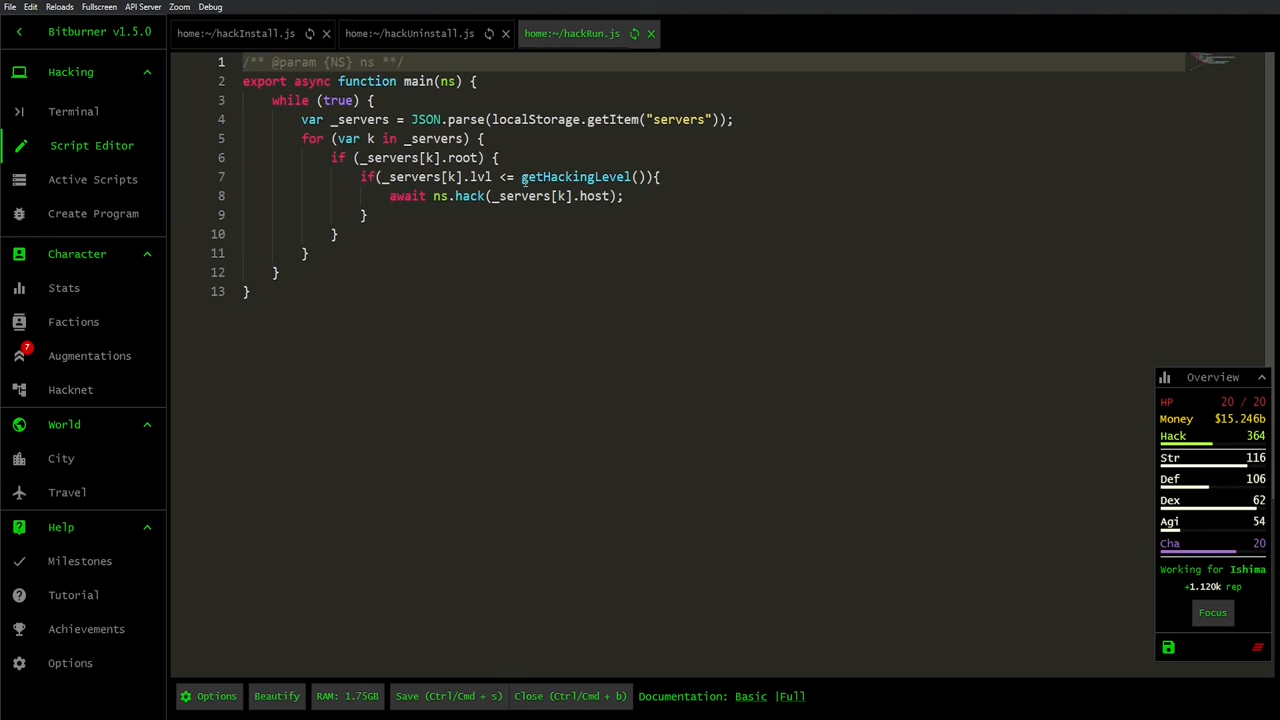 File Edit Reloads Fullscreen API Server Zoom Debug
Bitburner v1.5.0
Hacking
Terminal
Script Editor
Active Scripts
Create Program
Character
Stats
Factions
7
Augmentations
Hacknet
World
City
Travel
Help
Milestones
Tutorial
Achievements
Options
home:~/hackInstall.js
home:~/hackUninstall.js
home:~/hackRun.js
1 /** @param {NS} ns **/
2 export async function main(ns) {
3 while (true) {
4 var _servers = JSON.parse(localStorage.getItem("servers"));
5 for (var k in _servers) {
6 if (_servers[k].root) {
7 if(_servers[k].lvl <= getHackingLevel()){
8 await ns.hack(_servers[k].host);
9 }
10 }
11 }
12 }
13 }
Overview
HP 20 / 20
Money $15.246b
Hack 364
Str 116
Def 106
Dex 62
Agi 54
Cha 20
Working for Ishima
+1.120k rep
Focus
Options Beautify RAM: 1.75GB Save (Ctrl/Cmd + s) Close (Ctrl/Cmd + b) Documentation: Basic |Full